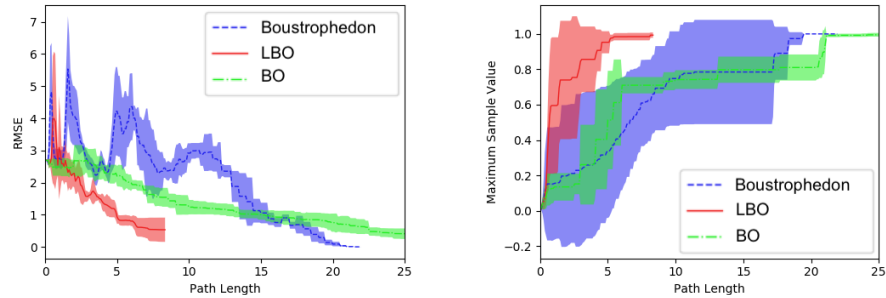 7
6
5
4
3
2
1
0
RMSE
0 5 10 15 20 25
Path Length
Boustrophedon
LBO
BO
1.0
0.8
0.6
0.4
0.2
0.0
−0.2
Maximum Sample Value
0 5 10 15 20 25
Path Length
Boustrophedon
LBO
BO